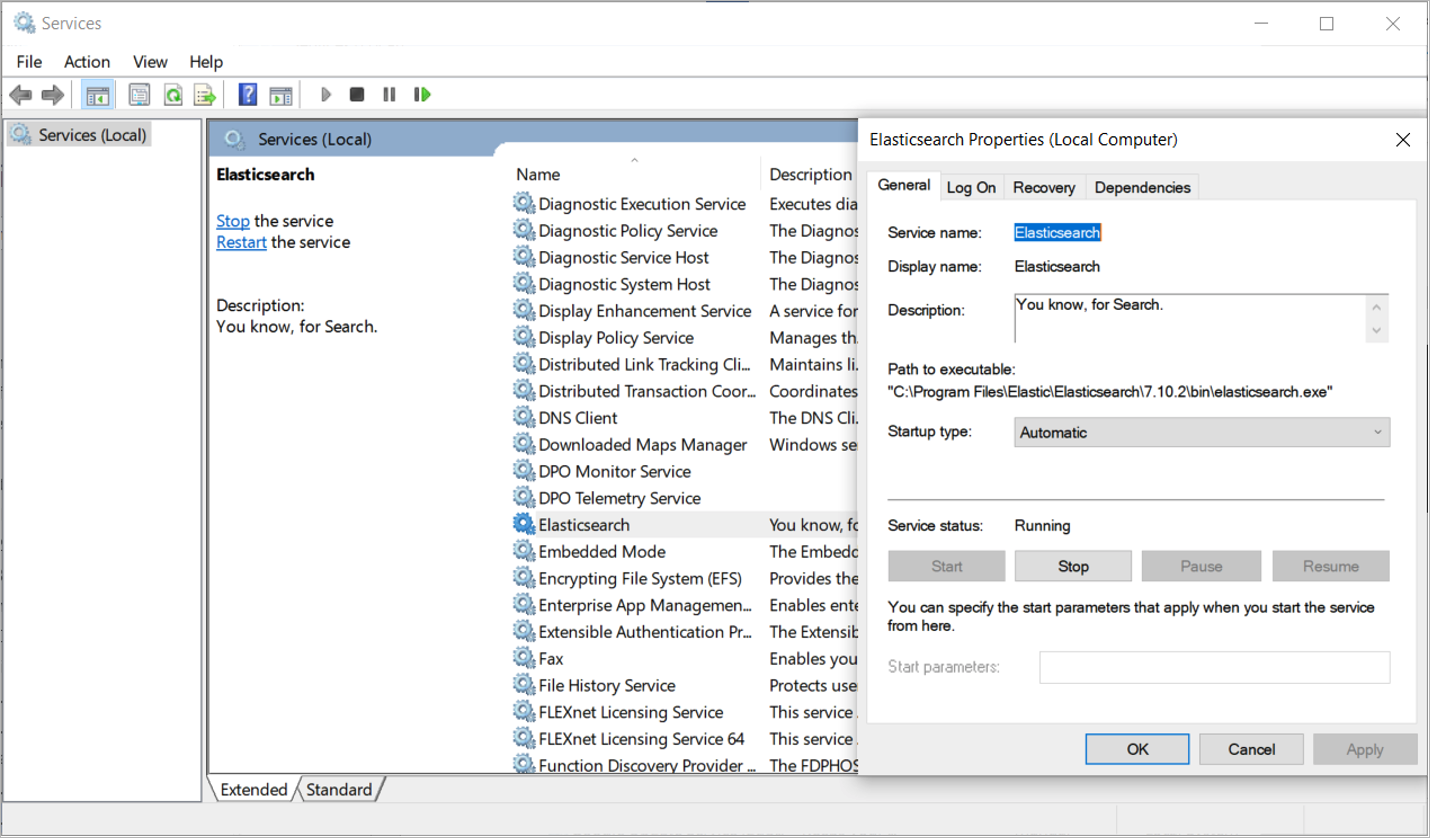 Services
File Action View Help
Services (Local)
Services (Local)
Elasticsearch
Stop the service
Restart the service
Description:
You know, for Search.
Name Description
Diagnostic Execution Service Executes dia
Diagnostic Policy Service The Diagnos
Diagnostic Service Host The Diagnos
Diagnostic System Host The Diagnos
Display Enhancement Service A service for
Display Policy Service Manages th.
Distributed Link Tracking Cli... Maintains li.
Distributed Transaction Coor... Coordinates
DNS Client The DNS Cli.
Downloaded Maps Manager Windows se
DPO Monitor Service
DPO Telemetry Service
Elasticsearch You know, fo
Embedded Mode The Embedd
Encrypting File System (EFS) Provides the
Enterprise App Managemen... Enables ente
Extensible Authentication Pr... The Extensib
Fax Enables you
File History Service Protects use
FLEXnet Licensing Service This service .
FLEXnet Licensing Service 64 This service .
Function Discovery Provider ... The FDPHOS
Extended Standard
Elasticsearch Properties (Local Computer)
General Log On Recovery Dependencies
Service name: Elasticsearch
Display name: Elasticsearch
Description: You know, for Search.
Path to executable:
"C:\Program Files\Elastic\Elasticsearch\7.10.2\bin\elasticsearch.exe"
Startup type: Automatic
Service status: Running
Start Stop Pause Resume
You can specify the start parameters that apply when you start the service
from here.
Start parameters:
OK Cancel Apply